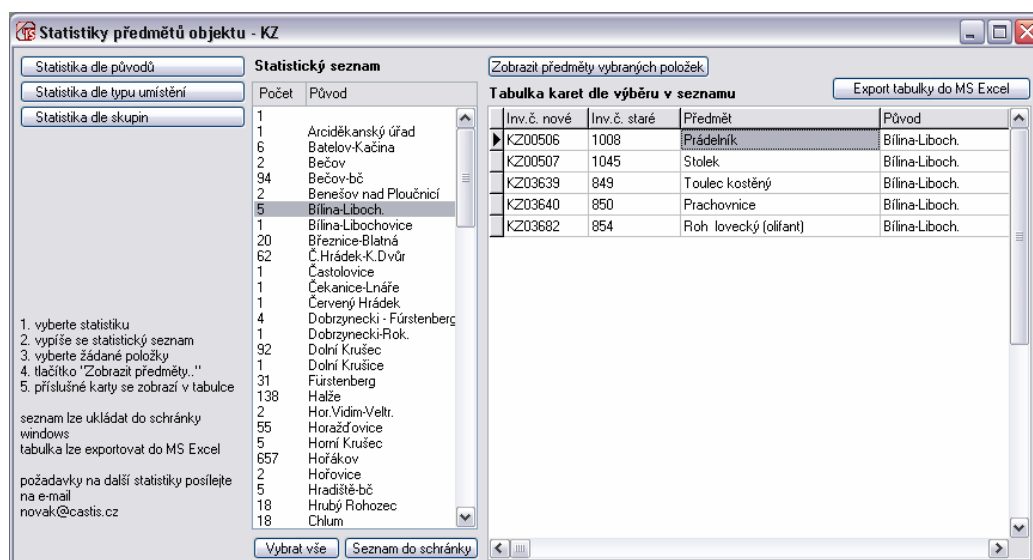 Statistiky předmětů objektu - KZ
Statistika dle původů
Statistika dle typu umístění
Statistika dle skupin
1. vyberte statistiku
2. vypíše se statistický seznam
3. vyberte žádané položky
4. tlačítko "Zobrazit předměty.."
5. příslušné karty se zobrazí v tabulce
seznam lze ukládat do schránky
windows
tabulka lze exportovat do MS Excel
požadavky na další statistiky posílejte
na e-mail
novak@castis.cz
Statistický seznam
Počet Původ
1
1 Arciděkanský úřad
6 Batelov-Kačina
2 Bečov
94 Bečov-bč
2 Benešov nad Ploučnicí
5 Bílina-Liboch.
1 Bílina-Libochovice
20 Březnice-Blatná
62 Č.Hrádek-K.Dvůr
1 Častolovice
1 Čekanice-Lnáře
1 Červený Hrádek
4 Dobrzynecki - Fürstenberg
1 Dobrzynecki-Rok.
92 Dolní Krušec
1 Dolní Krušice
31 Fürstenberg
138 Halže
2 Hor.Vidim-Veltr.
55 Horažďovice
5 Horní Krušec
657 Hořákov
2 Hořovice
5 Hradiště-bč
18 Hrubý Rohozec
18 Chlum
Vybrat vše Seznam do schránky
Zobrazit předměty vybraných položek
Tabulka karet dle výběru v seznamu
Export tabulky do MS Excel
Inv.č. nové Inv.č. staré Předmět Původ
KZ00506 1008 Prádelník Bílina-Liboch.
KZ00507 1045 Stolek Bílina-Liboch.
KZ03639 849 Toulec kostěný Bílina-Liboch.
KZ03640 850 Prachovnice Bílina-Liboch.
KZ03682 854 Roh lovecký (olifant) Bílina-Liboch.